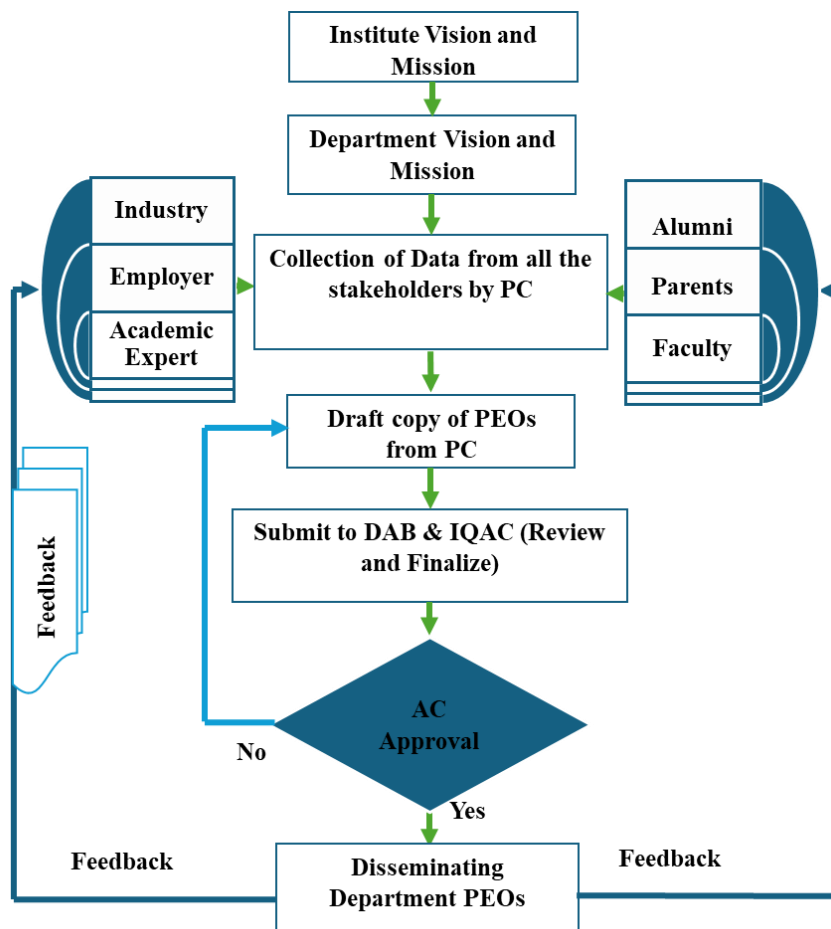 Institute Vision and
Mission
Department Vision and
Mission
Industry
Employer
Academic
Expert
Collection of Data from all the
stakeholders by PC
Alumni
Parents
Faculty
Draft copy of PEOs
from PC
Submit to DAB & IQAC (Review
and Finalize)
Feedback
AC
Approval
No
Yes
Feedback
Disseminating
Department PEOs
Feedback